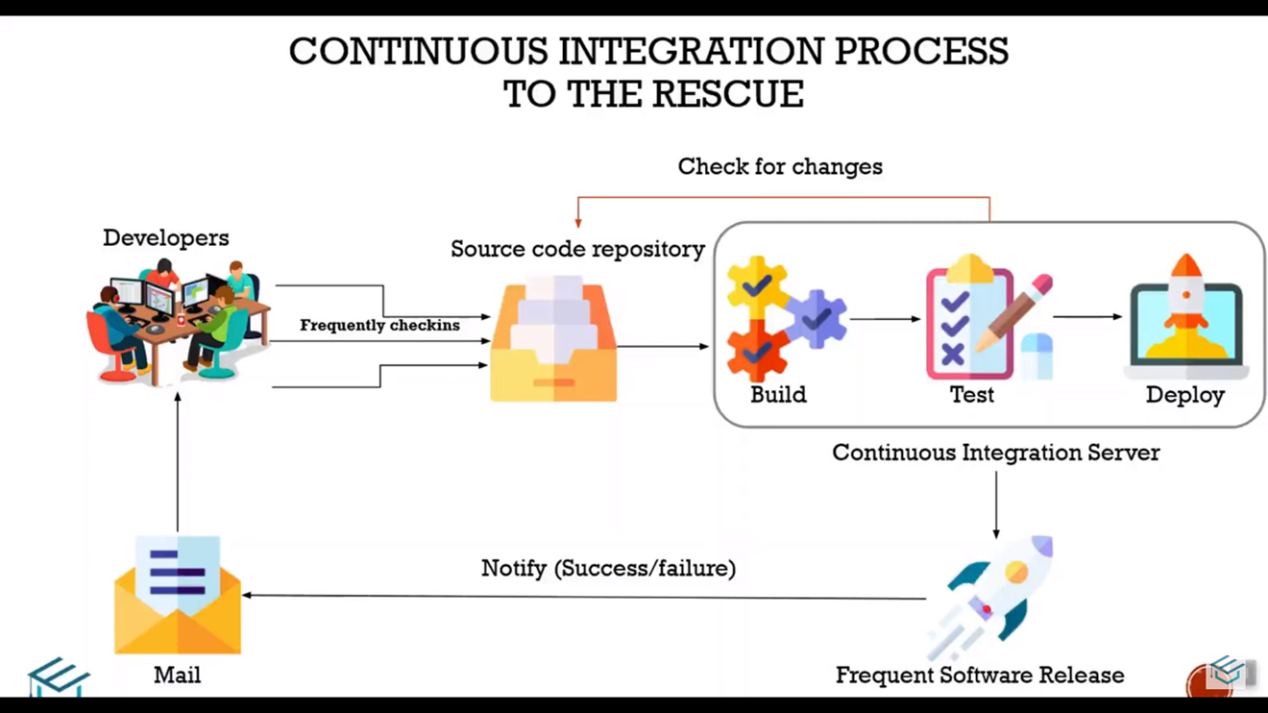 CONTINUOUS INTEGRATION PROCESS
TO THE RESCUE
Check for changes
Developers
Source code repository
Frequently checkins
Build
Test
Deploy
Continuous Integration Server
Notify (Success/failure)
Mail
Frequent Software Release